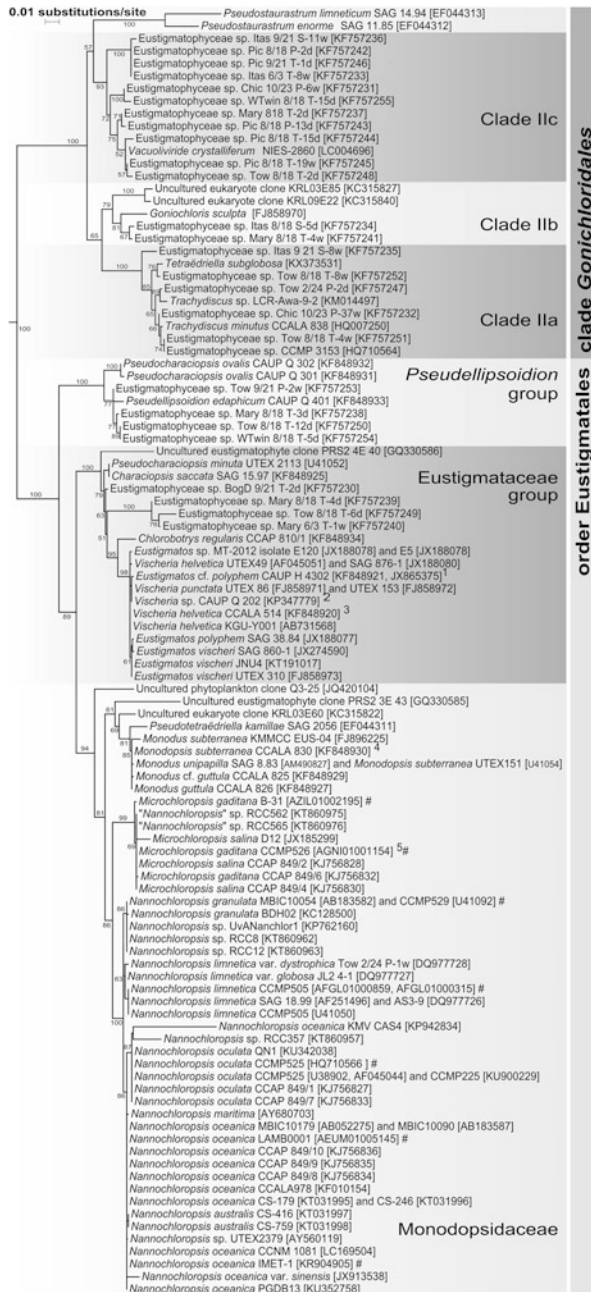 0.01 substitutions/site
Pseudostaurastrum limneticum SAG 14.94 [EF044313]
Pseudostaurastrum enorme SAG 11.85 [EF044312]
Eustigmatophyceae sp. Itas 9/21 S-11w [KF757236]
Eustigmatophyceae sp. Pic 8/18 P-2d [KF757242]
Eustigmatophyceae sp. Pic 9/21 T-1d [KF757246]
Eustigmatophyceae sp. Itas 6/3 T-8w [KF757233]
Eustigmatophyceae sp. Chic 10/23 P-6w [KF757231]
Eustigmatophyceae sp. WTwin 8/18 T-15d [KF757255]
Eustigmatophyceae sp. Mary 818 T-2d [KF757237]
Eustigmatophyceae sp. Pic 8/18 P-13d [KF757243]
Eustigmatophyceae sp. Pic 8/18 T-15d [KF757244]
Vacuoliviride crystalliferum NIES-2860 [LC004696]
Eustigmatophyceae sp. Pic 8/18 T-19w [KF757245]
Eustigmatophyceae sp. Tow 8/18 T-2d [KF757248]
Clade IIc
Uncultured eukaryote clone KRL03E85 [KC315827]
Uncultured eukaryote clone KRL09E22 [KC315840]
Goniochloris sculpta [FJ858970]
Eustigmatophyceae sp. Itas 8/18 S-5d [KF757234]
Eustigmatophyceae sp. Mary 8/18 T-4w [KF757241]
Clade IIb
Eustigmatophyceae sp. Itas 9 21 S-8w [KF757235]
Tetraëdriella subglobosa [KX373531]
Eustigmatophyceae sp. Tow 8/18 T-8w [KF757252]
Eustigmatophyceae sp. Tow 2/24 P-2d [KF757247]
Trachydiscus sp. LCR-Awa-9-2 [KM014497]
Eustigmatophyceae sp. Chic 10/23 P-37w [KF757232]
Trachydiscus minutus CCALA 838 [HQ007250]
Eustigmatophyceae sp. Tow 8/18 T-4w [KF757251]
Eustigmatophyceae sp. CCMP 3153 [HQ710564]
Clade IIa
clade Goniochloridales
Pseudocharaciopsis ovalis CAUP Q 302 [KF848932]
Pseudocharaciopsis ovalis CAUP Q 301 [KF848931]
Eustigmatophyceae sp. Tow 9/21 P-2w [KF757253]
Pseudellipsoidion edaphicum CAUP Q 401 [KF848933]
Eustigmatophyceae sp. Mary 8/18 T-3d [KF757238]
Eustigmatophyceae sp. Tow 8/18 T-12d [KF757250]
Eustigmatophyceae sp. WTwin 8/18 T-5d [KF757254]
Pseudellipsoidion
group
Uncultured eustigmatophyte clone PRS2 4E 40 [GQ330586]
Pseudocharaciopsis minuta UTEX 2113 [U41052]
Characiopsis saccata SAG 15.97 [KF848925]
Eustigmatophyceae sp. BogD 9/21 T-2d [KF757230]
Eustigmatophyceae sp. Mary 8/18 T-4d [KF757239]
Eustigmatophyceae sp. Tow 8/18 T-6d [KF757249]
Eustigmatophyceae sp. Mary 6/3 T-1w [KF757240]
Chlorobotrys regularis CCAP 810/1 [KF848934]
Eustigmatos sp. MT-2012 isolate E120 [JX188078] and E5 [JX188078]
Vischeria helvetica UTEX49 [AF045051] and SAG 876-1 [JX188080]
Eustigmatos cf. polyphem CAUP H 4302 [KF848921, JX865375] 1
Vischeria punctata UTEX 86 [FJ858971] and UTEX 153 [FJ858972]
Vischeria sp. CAUP Q 202 [KP347779] 2
Vischeria helvetica CCALA 514 [KF848920] 3
Vischeria helvetica KGU-Y001 [AB731568]
Eustigmatos polyphem SAG 38.84 [JX188077]
Eustigmatos vischeri SAG 860-1 [JX274590]
Eustigmatos vischeri JNU4 [KT191017]
Eustigmatos vischeri UTEX 310 [FJ858973]
Eustigmataceae
group
Uncultured phytoplankton clone Q3-25 [JQ420104]
Uncultured eustigmatophyte clone PRS2 3E 43 [GQ330585]
Uncultured eukaryote clone KRL03E60 [KC315822]
Pseudotetraëdriella kamillae SAG 2056 [EF044311]
Monodus subterranea KMMCC EUS-04 [FJ896225]
Monodopsis subterranea CCALA 830 [KF848930] 4
Monodus unipapilla SAG 8.83 [AM490827] and Monodopsis subterranea UTEX151 [U41054]
Monodus cf. guttula CCALA 825 [KF848929]
Monodus guttula CCALA 826 [KF848927]
Microchloropsis gaditana B-31 [AZIL01002195] #
"Nannochloropsis" sp. RCC562 [KT860975]
"Nannochloropsis" sp. RCC565 [KT860976]
Microchloropsis salina D12 [JX185299]
Microchloropsis gaditana CCMP526 [AGNI01001154] 5#
Microchloropsis salina CCAP 849/2 [KJ756828]
Microchloropsis gaditana CCAP 849/6 [KJ756832]
Microchloropsis salina CCAP 849/4 [KJ756830]
Nannochloropsis granulata MBIC10054 [AB183582] and CCMP529 [U41092] #
Nannochloropsis granulata BDH02 [KC128500]
Nannochloropsis sp. UvANanchlor1 [KP762160]
Nannochloropsis sp. RCC8 [KT860962]
Nannochloropsis sp. RCC12 [KT860963]
Nannochloropsis limnetica var. dystrophica Tow 2/24 P-1w [DQ977728]
Nannochloropsis limnetica var. globosa JL2 4-1 [DQ977727]
Nannochloropsis limnetica CCMP505 [AFGL01000859, AFGL01000315] #
Nannochloropsis limnetica SAG 18.99 [AF251496] and AS3-9 [DQ977726]
Nannochloropsis limnetica CCMP505 [U41050]
Nannochloropsis oceanica KMV CAS4 [KP942834]
Nannochloropsis sp. RCC357 [KT860957]
Nannochloropsis oculata QN1 [KU342038]
Nannochloropsis oculata CCMP525 [HQ710566 ] #
Nannochloropsis oculata CCMP525 [U38902, AF045044] and CCMP225 [KU900229]
Nannochloropsis oculata CCAP 849/1 [KJ756827]
Nannochloropsis oculata CCAP 849/7 [KJ756833]
Nannochloropsis maritima [AY680703]
Nannochloropsis oceanica MBIC10179 [AB052275] and MBIC10090 [AB183587]
Nannochloropsis oceanica LAMB0001 [AEUM01005145] #
Nannochloropsis oceanica CCAP 849/10 [KJ756836]
Nannochloropsis oceanica CCAP 849/9 [KJ756835]
Nannochloropsis oceanica CCAP 849/8 [KJ756834]
Nannochloropsis oceanica CCALA978 [KF010154]
Nannochloropsis oceanica CS-179 [KT031995] and CS-246 [KT031996]
Nannochloropsis australis CS-416 [KT031997]
Nannochloropsis australis CS-759 [KT031998]
Nannochloropsis sp. UTEX2379 [AY560119]
Nannochloropsis oceanica CCNM 1081 [LC169504]
Nannochloropsis oceanica IMET-1 [KR904905] #
Nannochloropsis oceanica var. sinensis [JX913538]
Nannochloropsis oceanica PGDB13 [KU352758]
Monodopsidaceae
order Eustigmatales